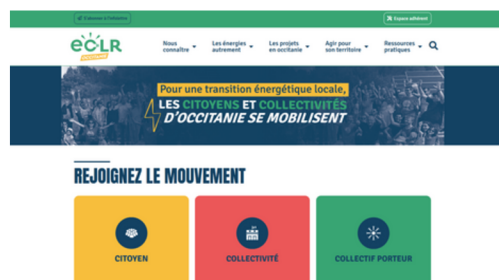 S'abonner à l'infolettre
Espace adhérent
ECLR
OCCITANIE
Nous connaître
Les énergies autrement
Les projets en occitanie
Agir pour son territoire
Ressources pratiques
Pour une transition énergétique locale,
LES CITOYENS ET COLLECTIVITÉS
D'OCCITANIE SE MOBILISENT
REJOIGNEZ LE MOUVEMENT
CITOYEN
COLLECTIVITÉ
COLLECTIF PORTEUR